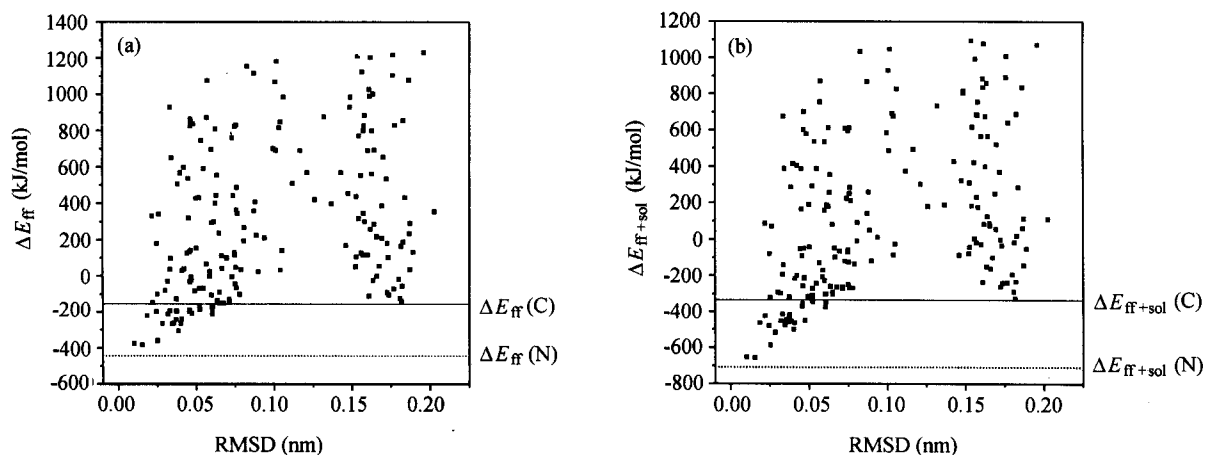 (a)
1400
1200
1000
800
600
400
200
0
-200
-400
-600
ΔE_ff (kJ/mol)
0.00 0.05 0.10 0.15 0.20
RMSD (nm)
ΔE_ff (C)
ΔE_ff (N)
(b)
1200
1000
800
600
400
200
0
-200
-400
-600
-800
ΔE_ff+sol (kJ/mol)
0.00 0.05 0.10 0.15 0.20
RMSD (nm)
ΔE_ff+sol (C)
ΔE_ff+sol (N)